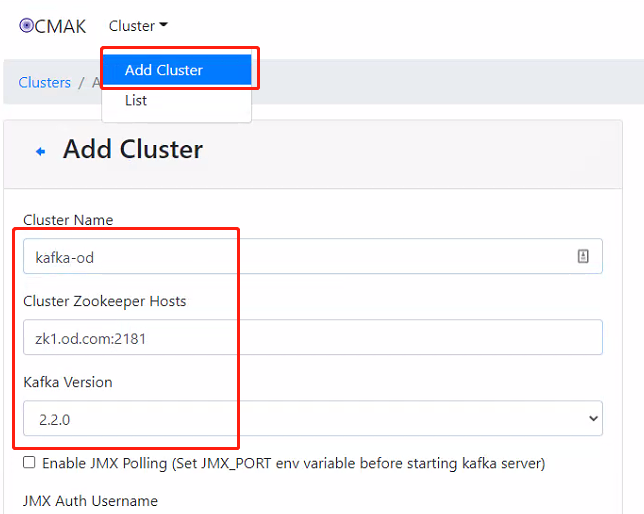 CMAK Cluster
Add Cluster
Clusters / A
List
Add Cluster
Cluster Name
kafka-od
Cluster Zookeeper Hosts
zk1.od.com:2181
Kafka Version
2.2.0
Enable JMX Polling (Set JMX_PORT env variable before starting kafka server)
JMX Auth Username